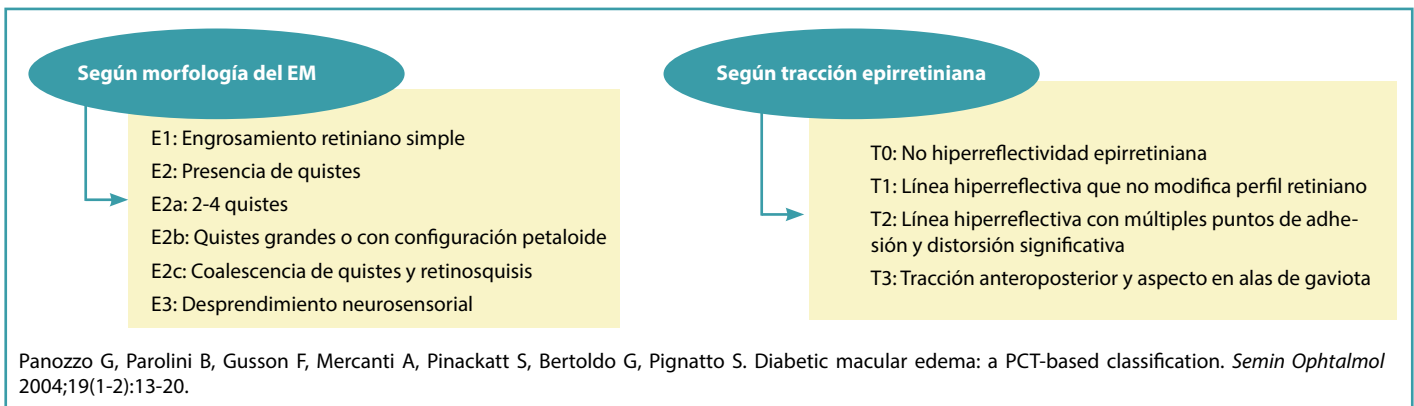 Según morfología del EM
E1: Engrosamiento retiniano simple
E2: Presencia de quistes
E2a: 2-4 quistes
E2b: Quistes grandes o con configuración petaloide
E2c: Coalescencia de quistes y retinosquisis
E3: Desprendimiento neurosensorial
Según tracción epirretiniana
T0: No hiperreflectividad epirretiniana
T1: Línea hiperreflectiva que no modifica perfil retiniano
T2: Línea hiperreflectiva con múltiples puntos de adhe-
sión y distorsión significativa
T3: Tracción anteroposterior y aspecto en alas de gaviota
Panozzo G, Parolini B, Gusson F, Mercanti A, Pinackatt S, Bertoldo G, Pignatto S. Diabetic macular edema: a PCT-based classification. Semin Ophtalmol
2004;19(1-2):13-20.